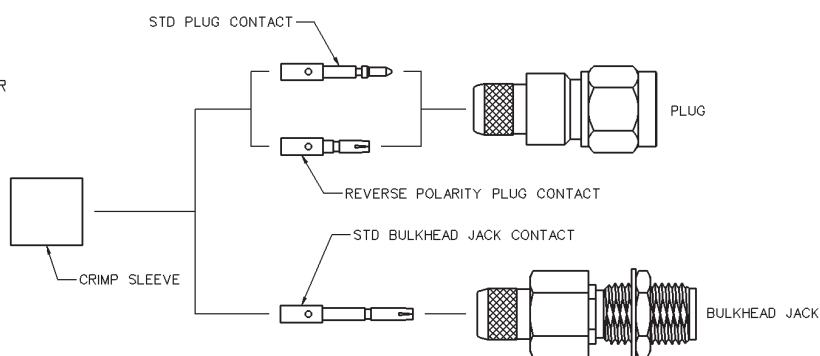 STD PLUG CONTACT
R
PLUG
REVERSE POLARITY PLUG CONTACT
STD BULKHEAD JACK CONTACT
CRIMP SLEEVE
BULKHEAD JACK